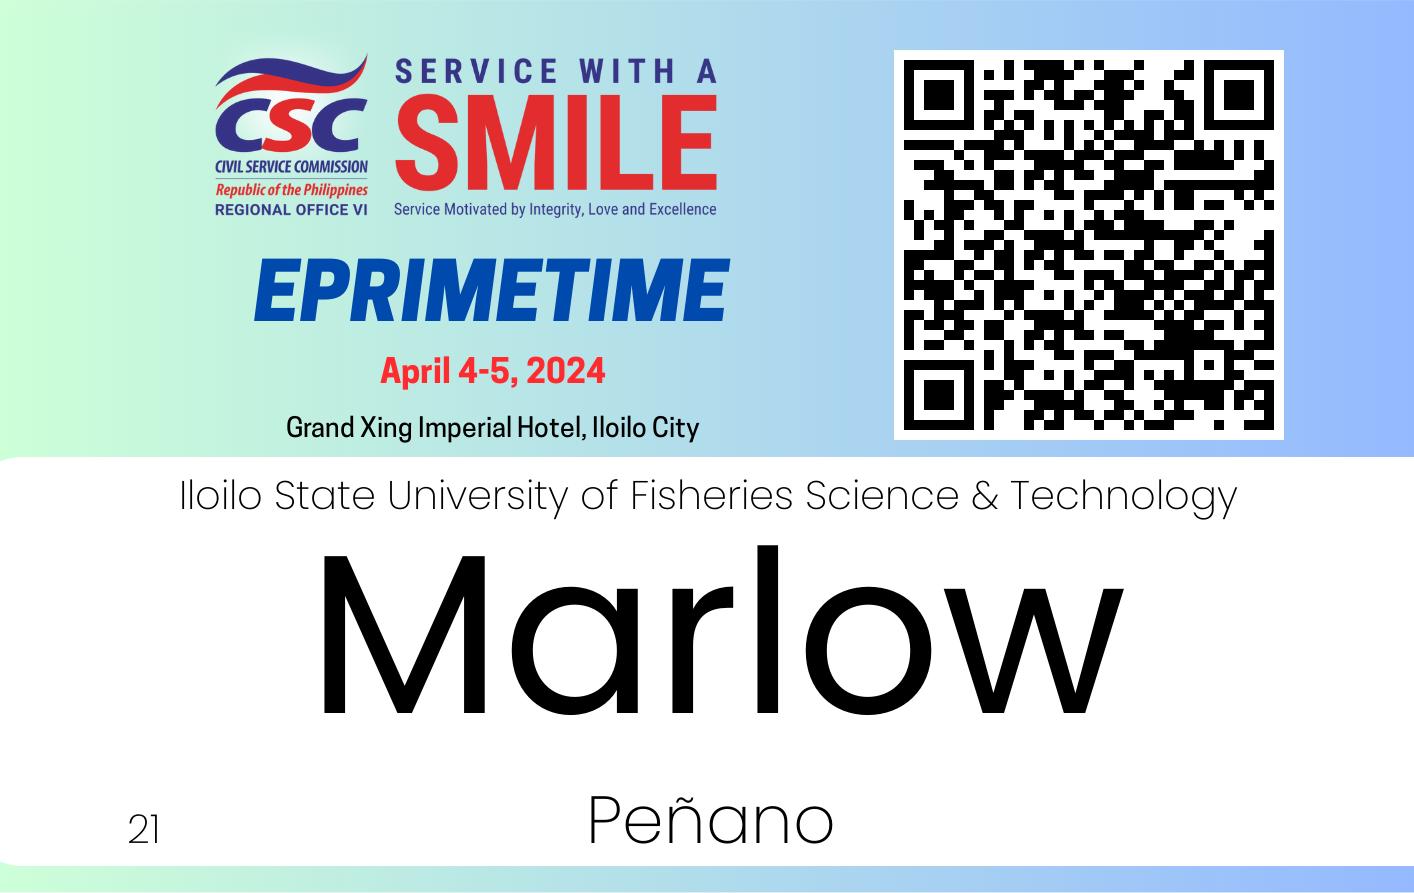 CSC
CIVIL SERVICE COMMISSION
Republic of the Philippines
REGIONAL OFFICE VI
SERVICE WITH A
SMILE
Service Motivated by Integrity, Love and Excellence
EPRIMETIME
April 4-5, 2024
Grand Xing Imperial Hotel, Iloilo City
Iloilo State University of Fisheries Science & Technology
Marlow
Peñano
21